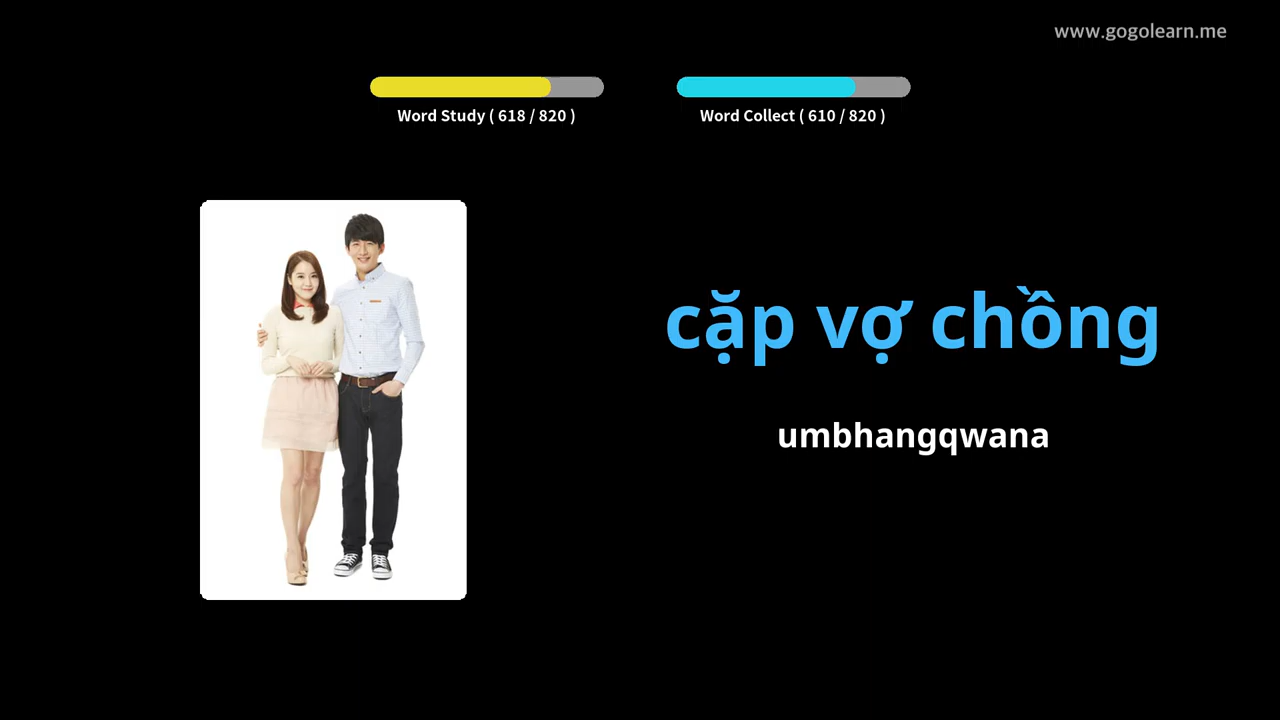 www.gogolearn.me
Word Study ( 618 / 820 )
Word Collect ( 610 / 820 )
cặp vợ chồng
umbhangqwana